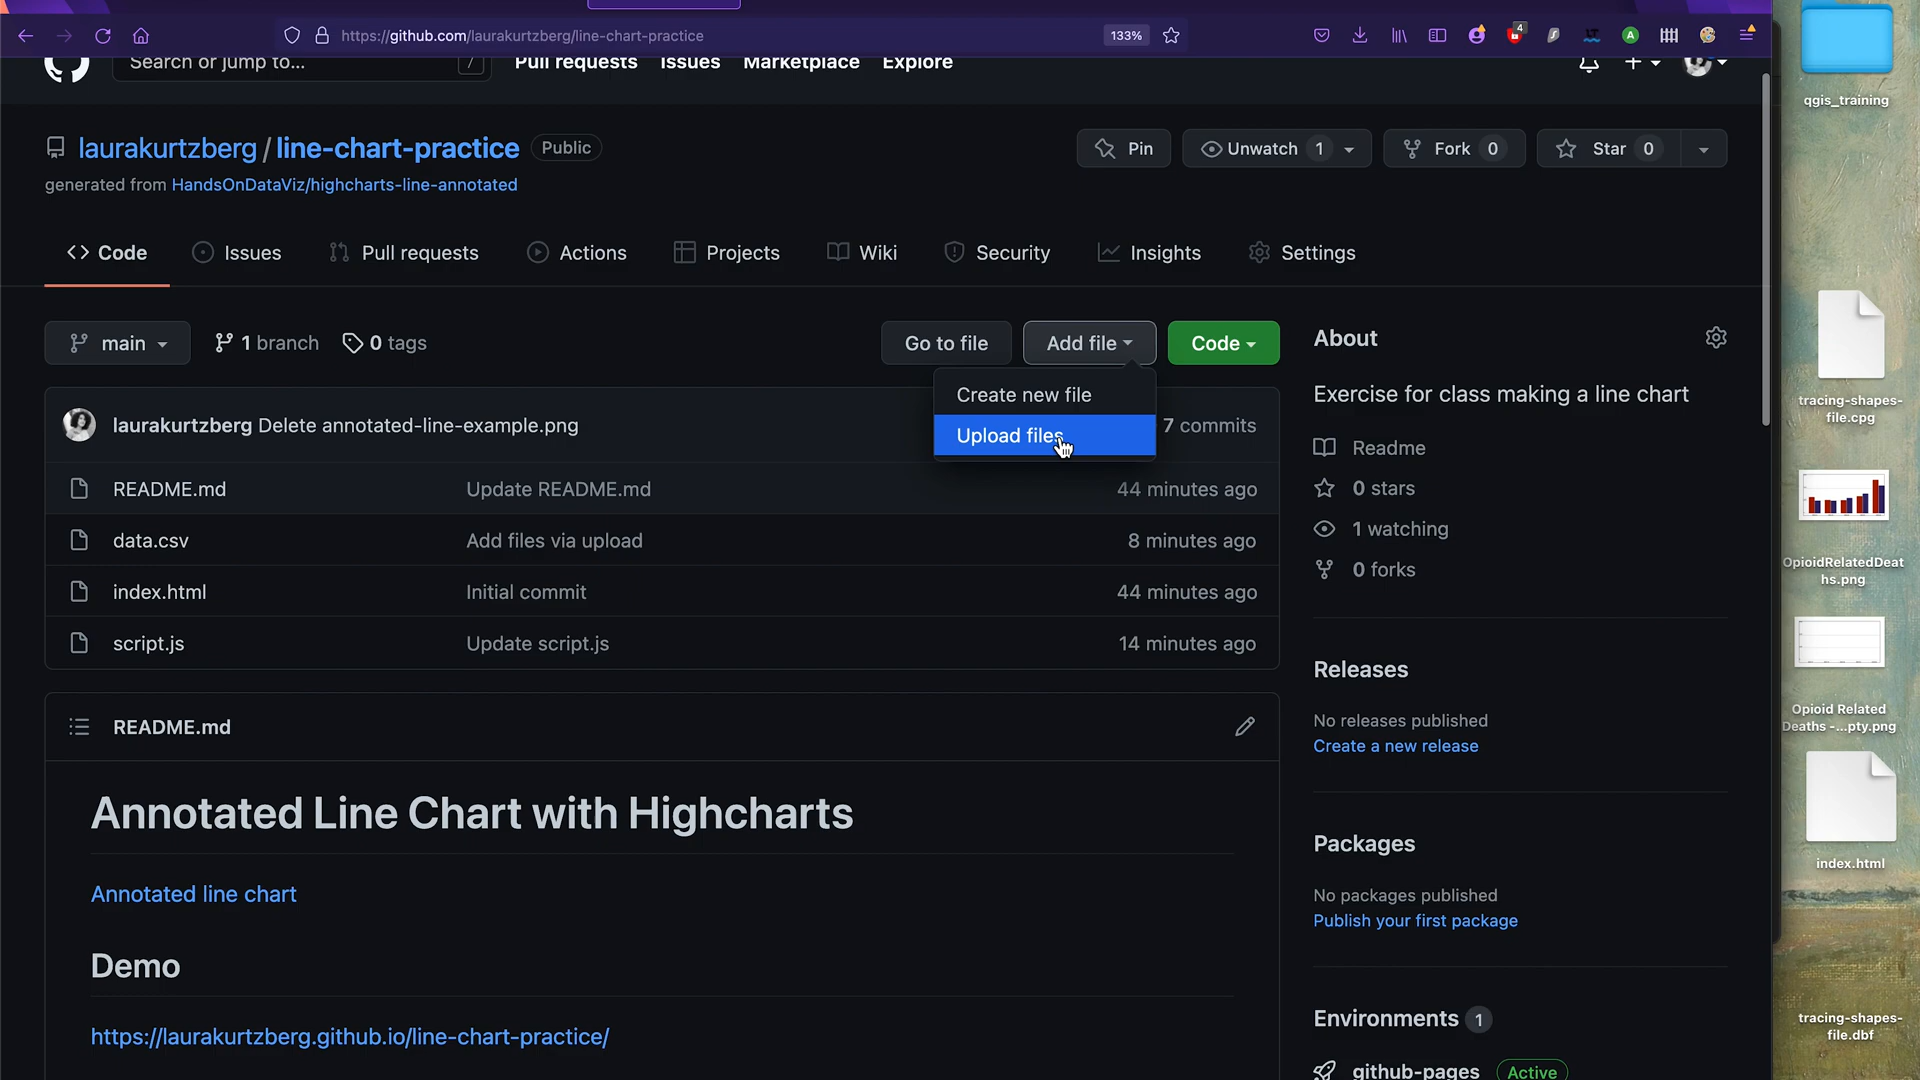 https://github.com/laurakurtzberg/line-chart-practice
133%
4
A
Search or jump to...
/
Pull requests
Issues
Marketplace
Explore
laurakurtzberg / line-chart-practice
Public
generated from HandsOnDataViz/highcharts-line-annotated
Pin
Unwatch 1
Fork 0
Star 0
Code
Issues
Pull requests
Actions
Projects
Wiki
Security
Insights
Settings
main
1 branch
0 tags
Go to file
Add file
Code
Create new file
Upload files
laurakurtzberg Delete annotated-line-example.png
7 commits
README.md
Update README.md
44 minutes ago
data.csv
Add files via upload
8 minutes ago
index.html
Initial commit
44 minutes ago
script.js
Update script.js
14 minutes ago
README.md
Annotated Line Chart with Highcharts
Annotated line chart
Demo
https://laurakurtzberg.github.io/line-chart-practice/
About
Exercise for class making a line chart
Readme
0 stars
1 watching
0 forks
Releases
No releases published
Create a new release
Packages
No packages published
Publish your first package
Environments 1
github-pages
Active
qgis_training
tracing-shapes-
file.cpg
OpioidRelatedDeat
hs.png
Opioid Related
Deaths -...pty.png
index.html
tracing-shapes-
file.dbf